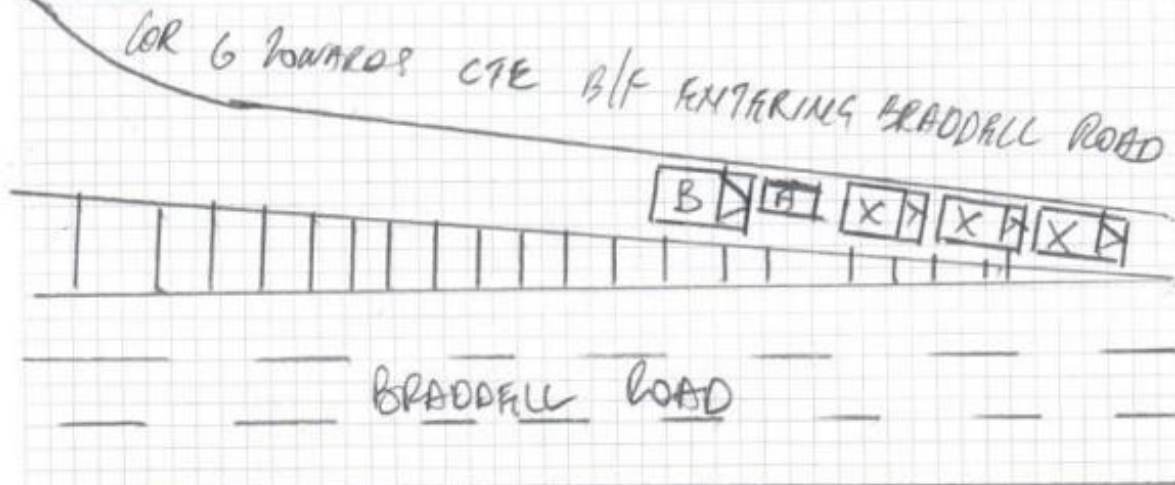 LOR 6 TOWARDS CTE B/F ENTERING BRADDELL ROAD
B A X X X
BRADDELL ROAD